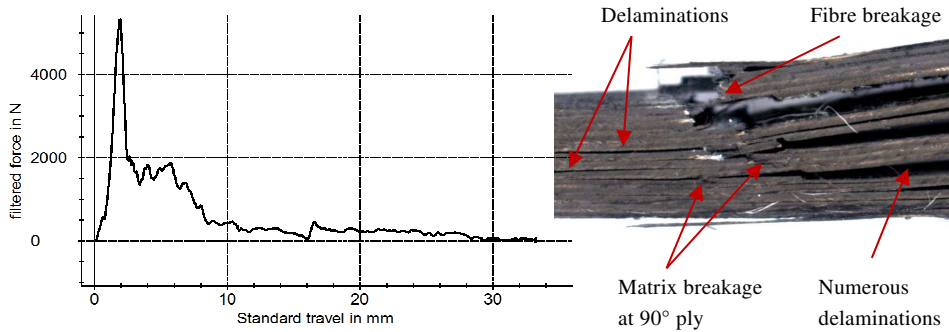 filtered force in N
4000
2000
0
0
10
20
30
Standard travel in mm
Delaminations
Fibre breakage
Matrix breakage
at 90° ply
Numerous
delaminations